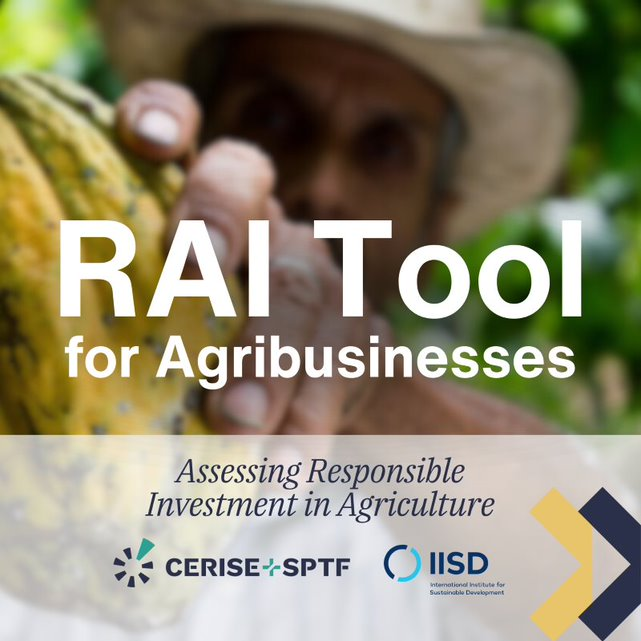 RAI Tool
for Agribusinesses
Assessing Responsible
Investment in Agriculture
CERISE+SPTF
IISD
International Institute for
Sustainable Development